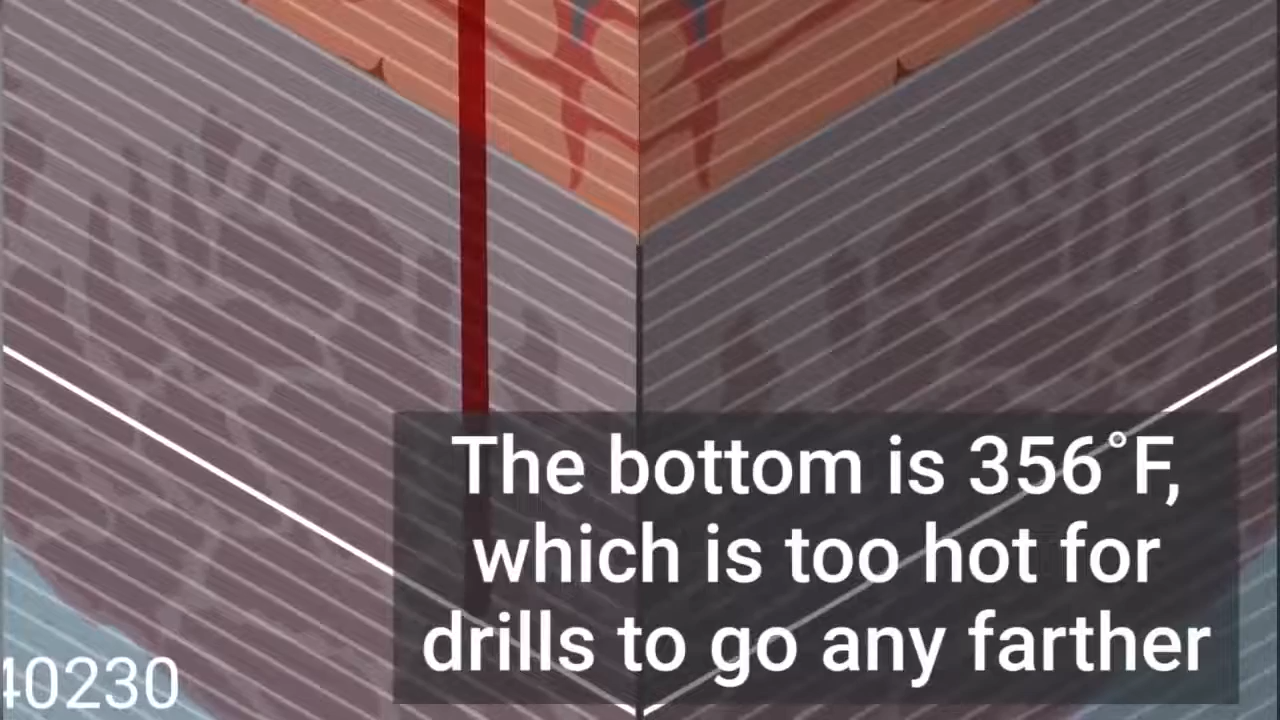 The bottom is 356°F,
which is too hot for
drills to go any farther
40230